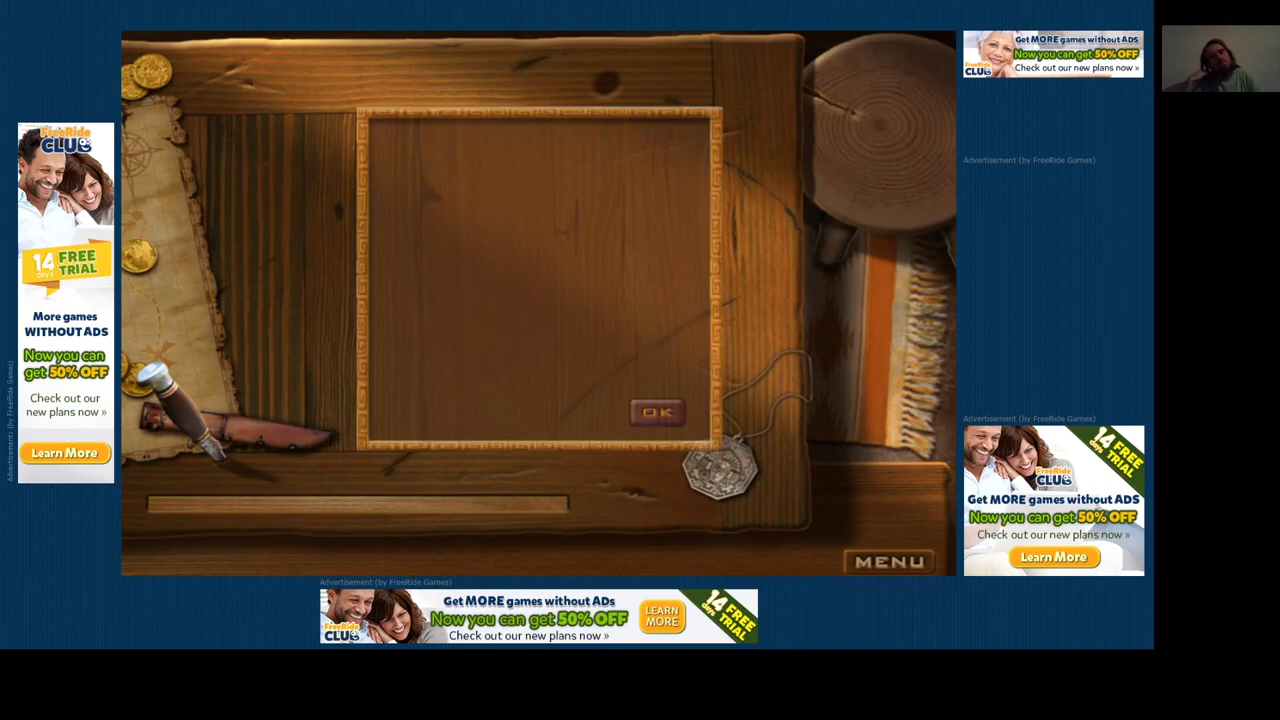 FreeRide
CLUB
14 days FREE TRIAL
More games
WITHOUT ADS
Now you can
get 50% OFF
Check out our
new plans now »
Learn More
Advertisements (by FreeRide Games)
OK
MENU
Get MORE games without ADS
Now you can get 50% OFF
Check out our new plans now »
FreeRide
CLUB
Advertisement (by FreeRide Games)
Advertisement (by FreeRide Games)
14 days FREE TRIAL
FreeRide
CLUB
Get MORE games without ADS
Now you can get 50% OFF
Check out our new plans now »
Learn More
Advertisement (by FreeRide Games)
Get MORE games without ADs
Now you can get 50% OFF
Check out our new plans now »
FreeRide
CLUB
LEARN
MORE
14 days FREE TRIAL